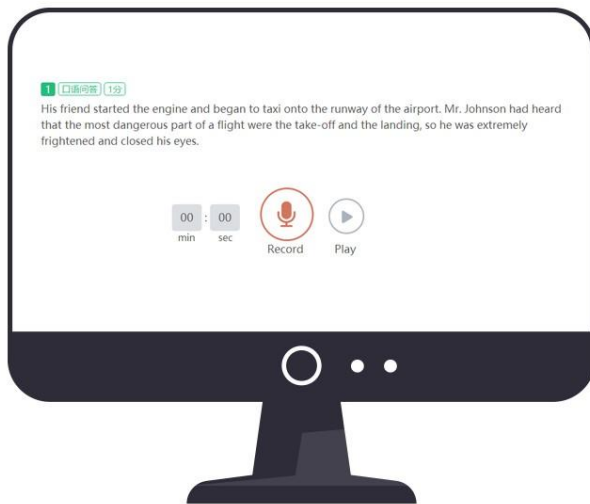 1 口语问答 1分
His friend started the engine and began to taxi onto the runway of the airport. Mr. Johnson had heard
that the most dangerous part of a flight were the take-off and the landing, so he was extremely
frightened and closed his eyes.
00 : 00
min sec
Record Play